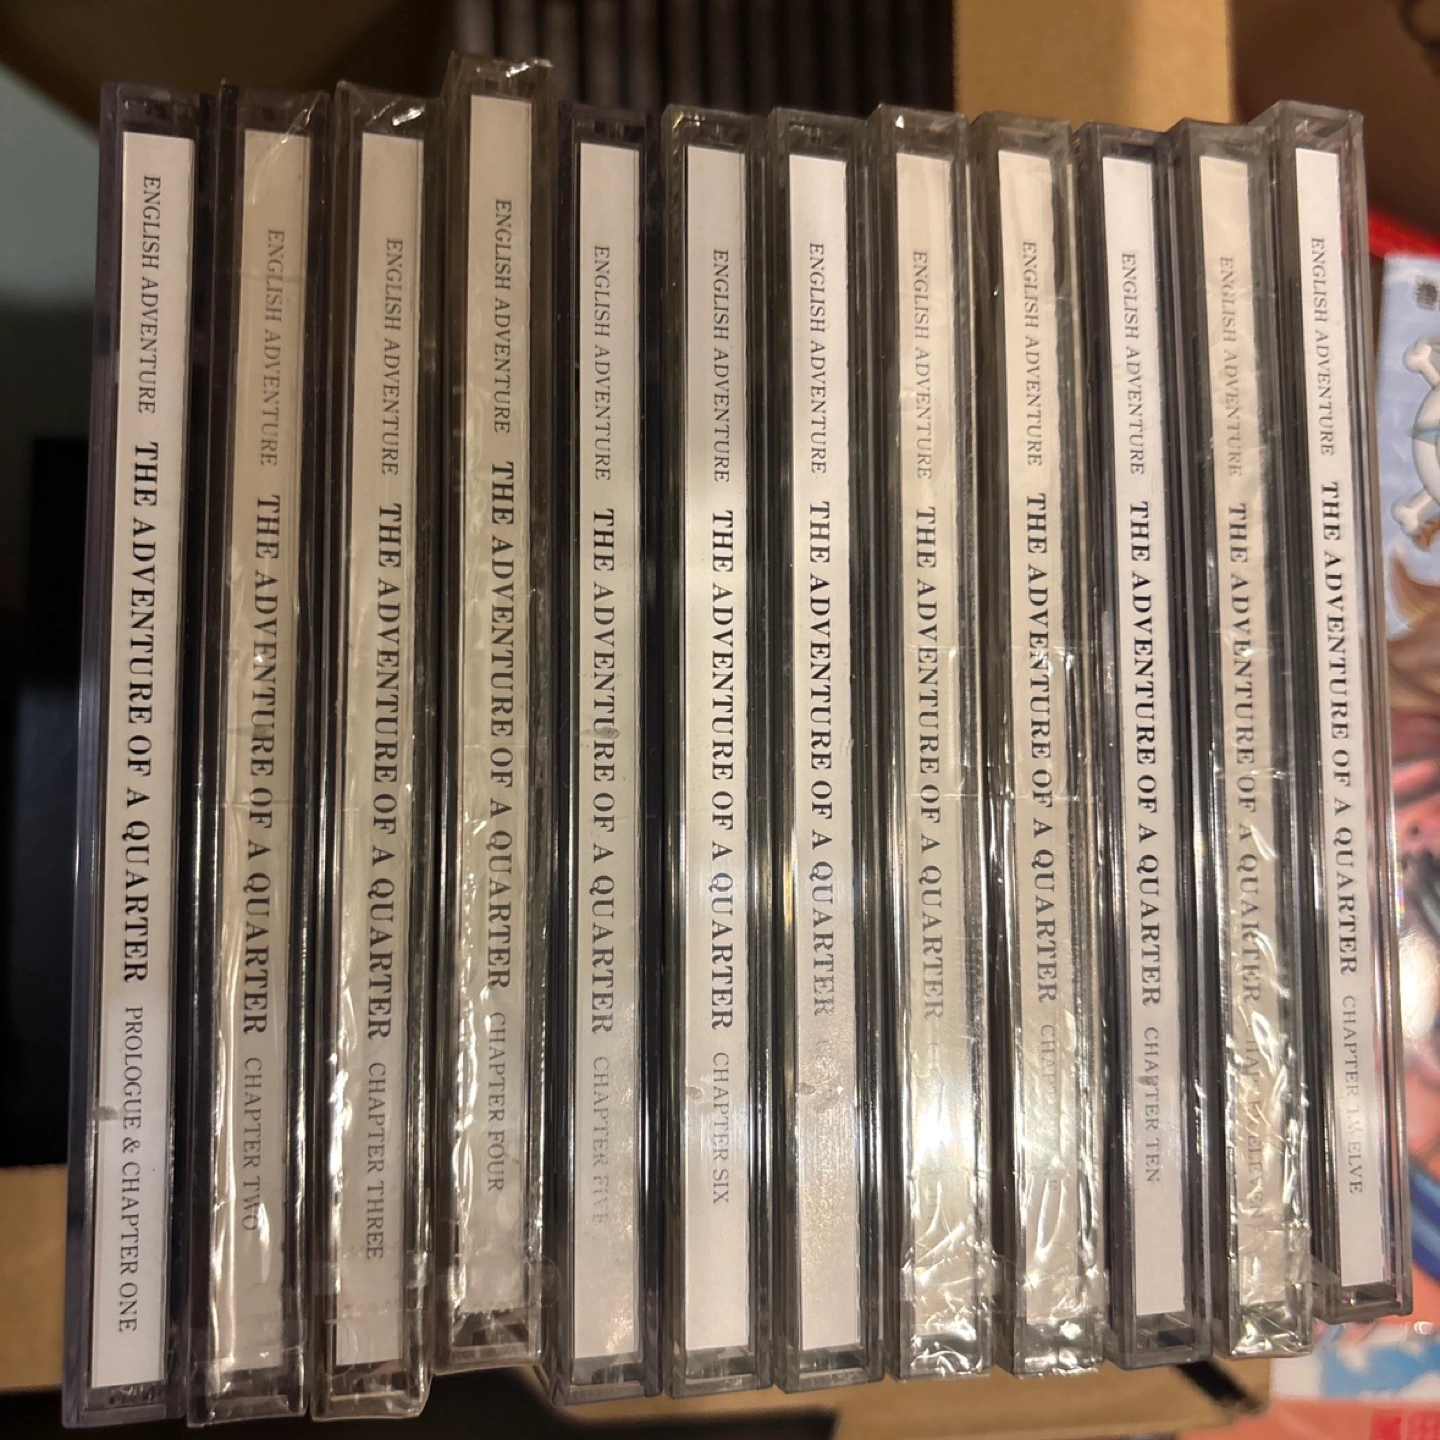 ENGLISH ADVENTURE THE ADVENTURE OF A QUARTER PROLOGUE & CHAPTER ONE
ENGLISH ADVENTURE THE ADVENTURE OF A QUARTER CHAPTER TWO
ENGLISH ADVENTURE THE ADVENTURE OF A QUARTER CHAPTER THREE
ENGLISH ADVENTURE THE ADVENTURE OF A QUARTER CHAPTER FOUR
ENGLISH ADVENTURE THE ADVENTURE OF A QUARTER CHAPTER FIVE
ENGLISH ADVENTURE THE ADVENTURE OF A QUARTER CHAPTER SIX
ENGLISH ADVENTURE THE ADVENTURE OF A QUARTER
ENGLISH ADVENTURE THE ADVENTURE OF A QUARTER
ENGLISH ADVENTURE THE ADVENTURE OF A QUARTER CHAPTER
ENGLISH ADVENTURE THE ADVENTURE OF A QUARTER CHAPTER TEN
ENGLISH ADVENTURE THE ADVENTURE OF A QUARTER CHAPTER ELEVEN
ENGLISH ADVENTURE THE ADVENTURE OF A QUARTER CHAPTER TWELVE